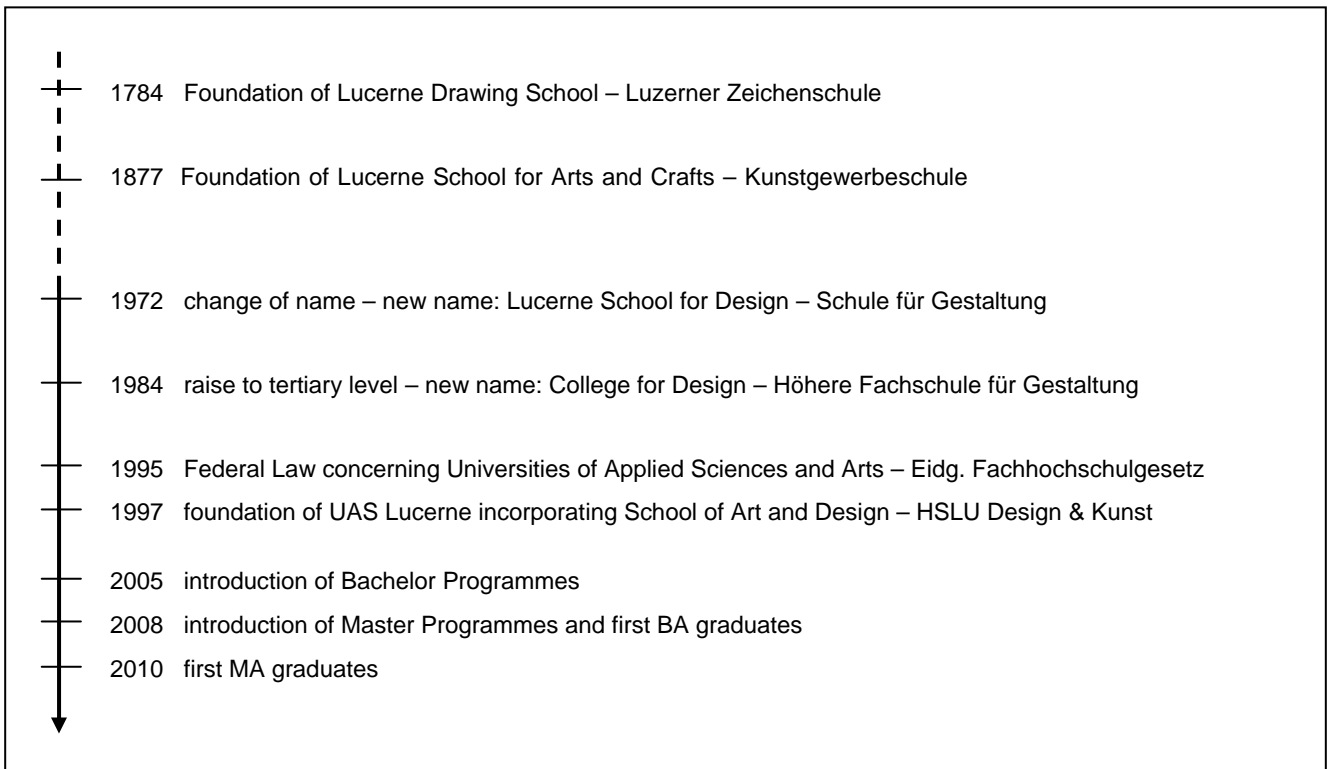 1784 Foundation of Lucerne Drawing School – Luzerner Zeichenschule
1877 Foundation of Lucerne School for Arts and Crafts – Kunstgewerbeschule
1972 change of name – new name: Lucerne School for Design – Schule für Gestaltung
1984 raise to tertiary level – new name: College for Design – Höhere Fachschule für Gestaltung
1995 Federal Law concerning Universities of Applied Sciences and Arts – Eidg. Fachhochschulgesetz
1997 foundation of UAS Lucerne incorporating School of Art and Design – HSLU Design & Kunst
2005 introduction of Bachelor Programmes
2008 introduction of Master Programmes and first BA graduates
2010 first MA graduates